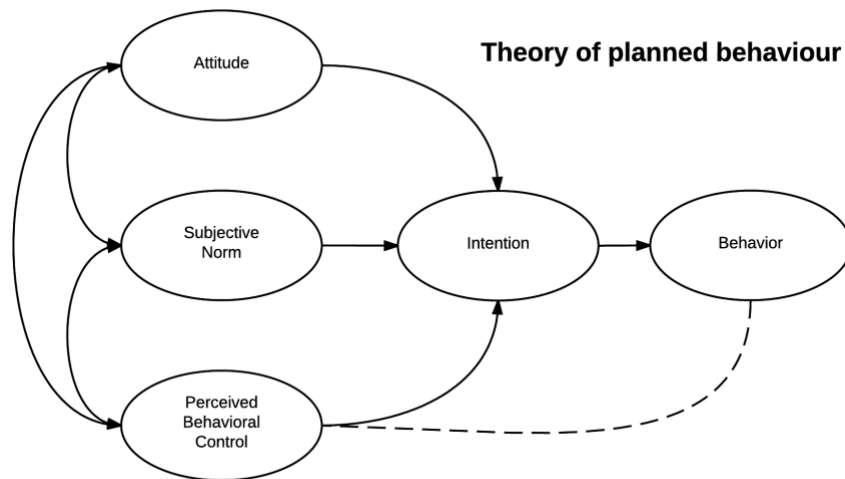 Theory of planned behaviour
Attitude
Subjective
Norm
Intention
Behavior
Perceived
Behavioral
Control